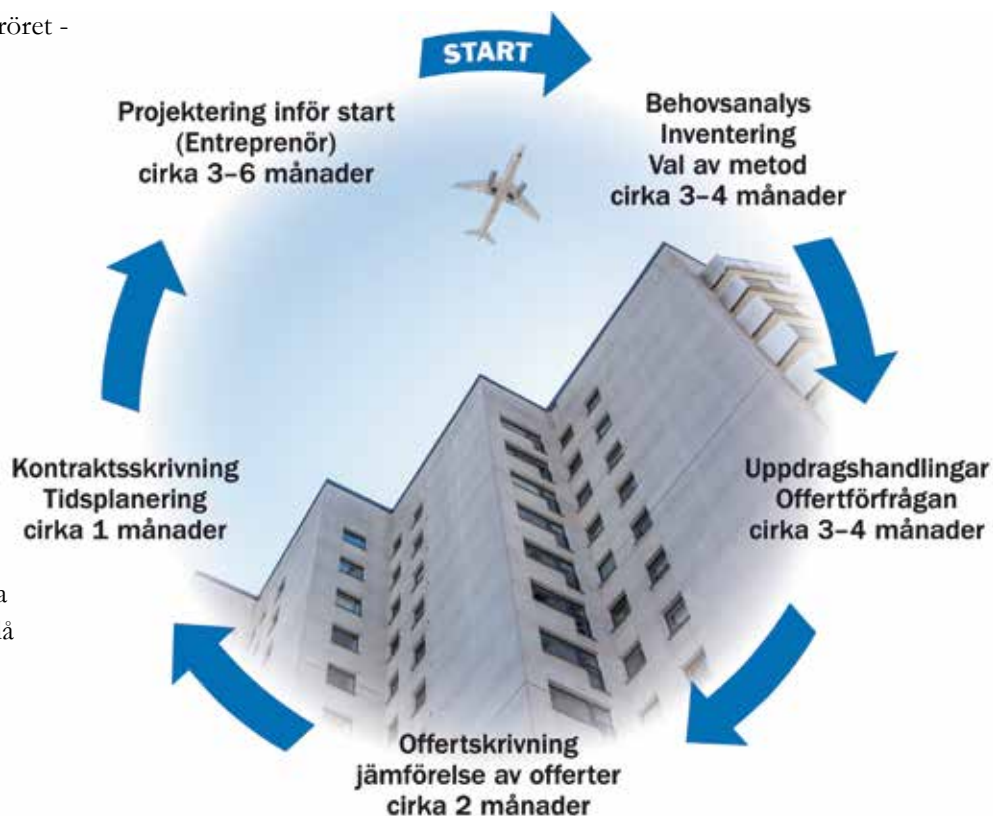 röret -
START
Behovsanalys
Inventering
Val av metod
cirka 3–4 månader
Uppdragshandlingar
Offertförfrågan
cirka 3–4 månader
Offertskrivning
jämförelse av offerter
cirka 2 månader
Kontraktsskrivning
Tidsplanering
cirka 1 månader
Projektering inför start
(Entreprenör)
cirka 3–6 månader